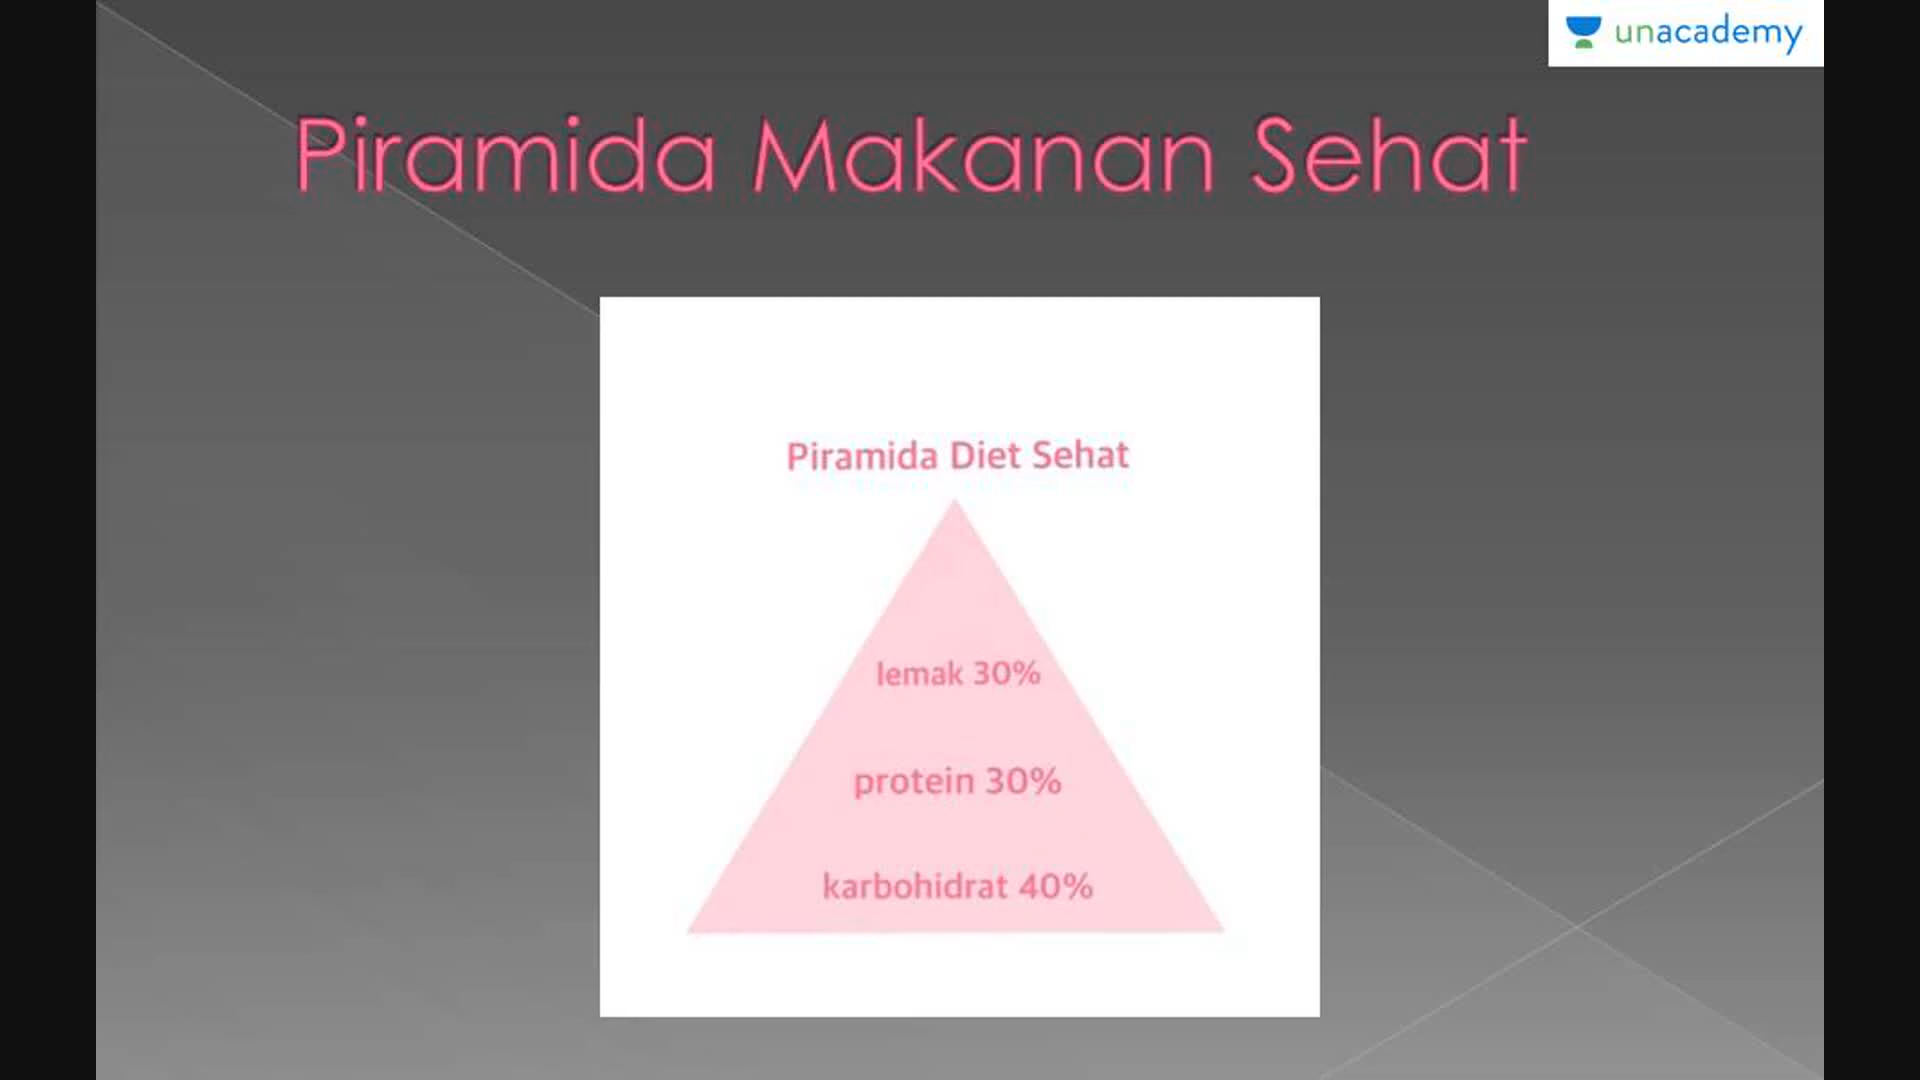 unacademy
Piramida Makanan Sehat
Piramida Diet Sehat
lemak 30%
protein 30%
karbohidrat 40%